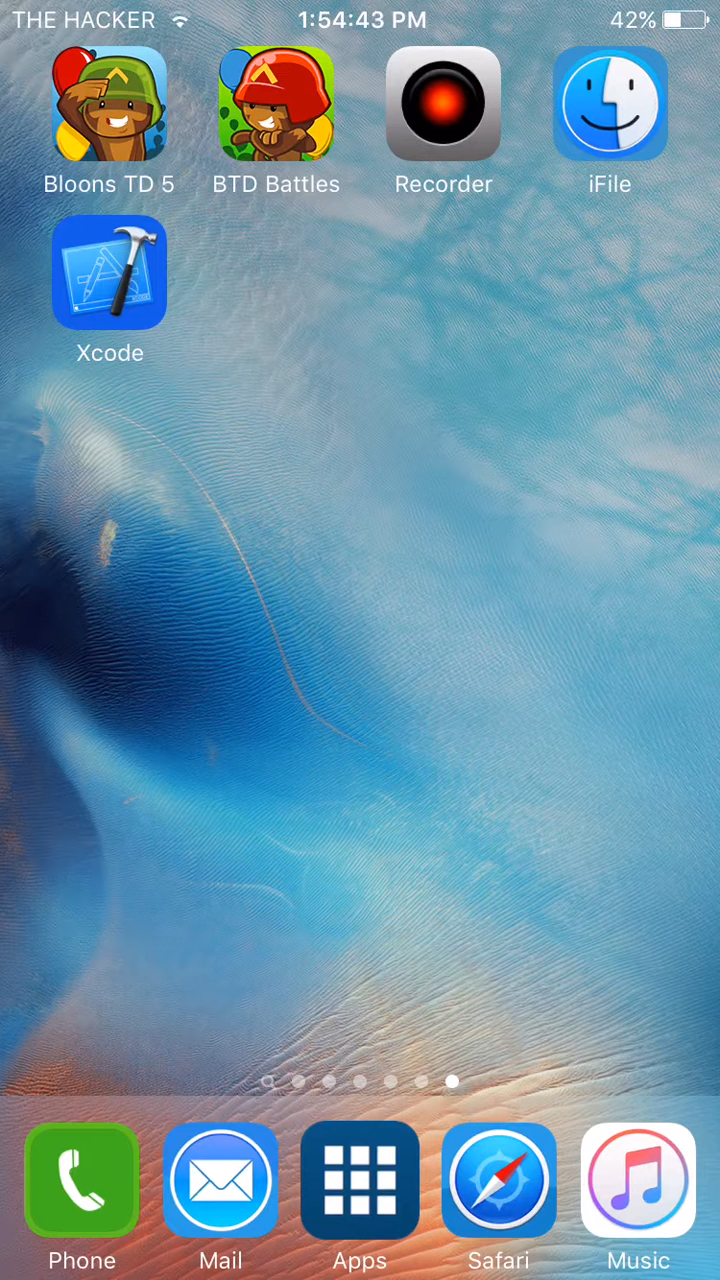 THE HACKER 1:54:43 PM 42%
Bloons TD 5 BTD Battles Recorder iFile
Xcode
Phone Mail Apps Safari Music